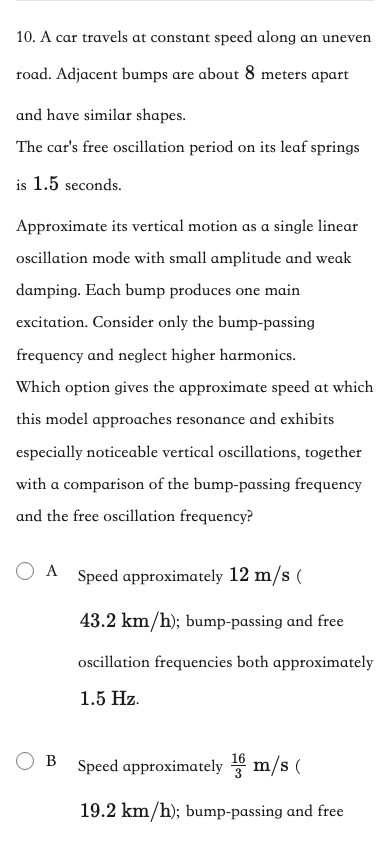 10. A car travels at constant speed along an uneven
road. Adjacent bumps are about 8 meters apart
and have similar shapes.
The car's free oscillation period on its leaf springs
is 1.5 seconds.
Approximate its vertical motion as a single linear
oscillation mode with small amplitude and weak
damping. Each bump produces one main
excitation. Consider only the bump-passing
frequency and neglect higher harmonics.
Which option gives the approximate speed at which
this model approaches resonance and exhibits
especially noticeable vertical oscillations, together
with a comparison of the bump-passing frequency
and the free oscillation frequency?
A Speed approximately 12 m/s (
43.2 km/h); bump-passing and free
oscillation frequencies both approximately
1.5 Hz.
B Speed approximately 16/3 m/s (
19.2 km/h); bump-passing and free